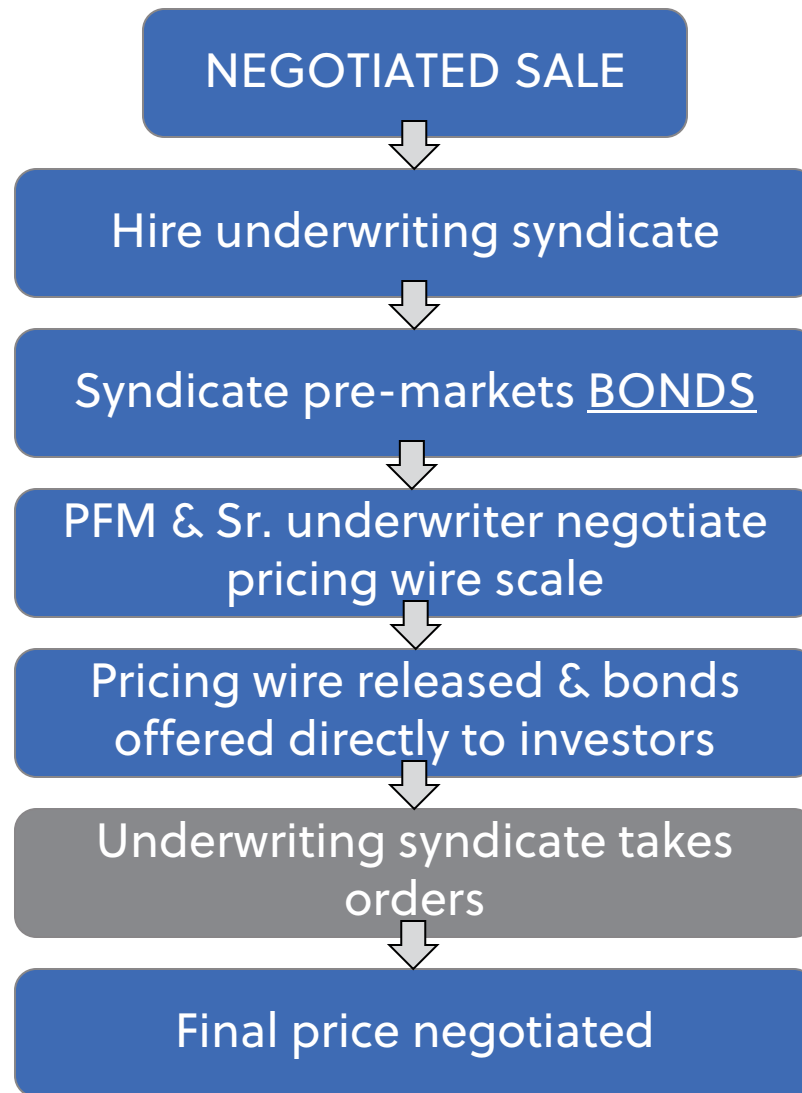 NEGOTIATED SALE
Hire underwriting syndicate
Syndicate pre-markets BONDS
PFM & Sr. underwriter negotiate
pricing wire scale
Pricing wire released & bonds
offered directly to investors
Underwriting syndicate takes
orders
Final price negotiated